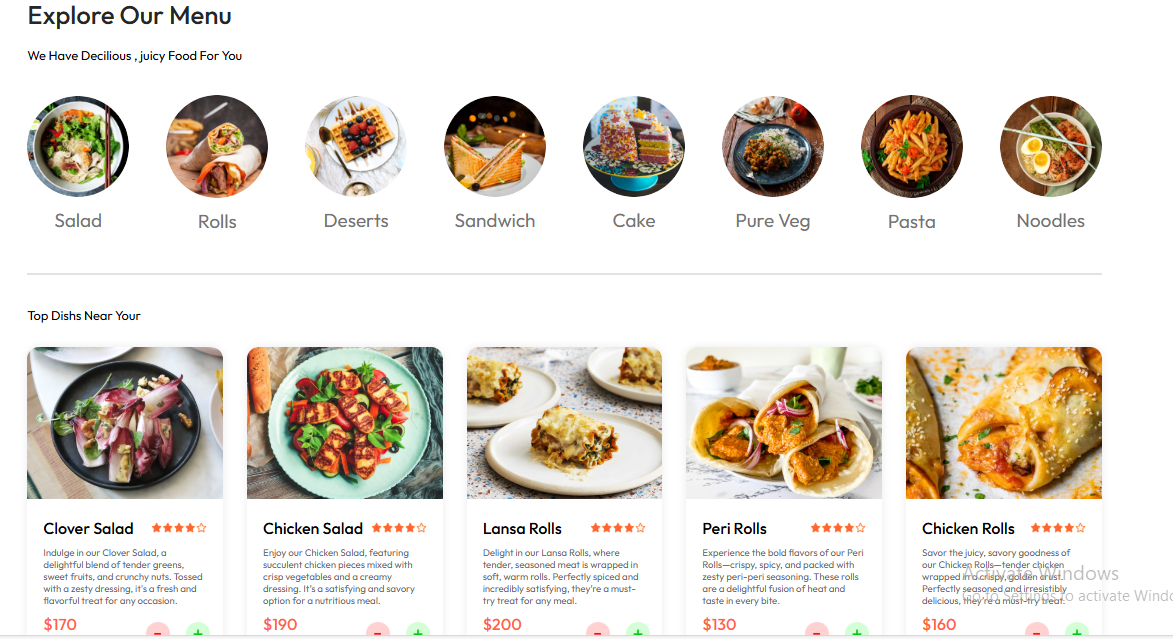 Explore Our Menu
We Have Decilious , juicy Food For You
Salad
Rolls
Deserts
Sandwich
Cake
Pure Veg
Pasta
Noodles
Top Dishs Near Your
Clover Salad
Indulge in our Clover Salad, a
delightful blend of tender greens,
sweet fruits, and crunchy nuts. Tossed
with a zesty dressing, it's a fresh and
flavorful treat for any occasion.
$170
- +
Chicken Salad
Enjoy our Chicken Salad, featuring
succulent chicken pieces mixed with
crisp vegetables and a creamy
dressing. It's a satisfying and savory
option for a nutritious meal.
$190
- +
Lansa Rolls
Delight in our Lansa Rolls, where
tender, seasoned meat is wrapped in
soft, warm rolls. Perfectly spiced and
incredibly satisfying, they're a must-
try treat for any meal.
$200
- +
Peri Rolls
Experience the bold flavors of our Peri
Rolls—crispy, spicy, and packed with
zesty peri-peri seasoning. These rolls
are a delightful fusion of heat and
taste in every bite.
$130
- +
Chicken Rolls
Savor the juicy, savory goodness of
our Chicken Rolls—tender chicken
wrapped in a crispy, golden crust.
Perfectly seasoned and irresistibly
delicious, they're a must-try treat.
$160
- +
Activate Windows
Go to Settings to activate Windo